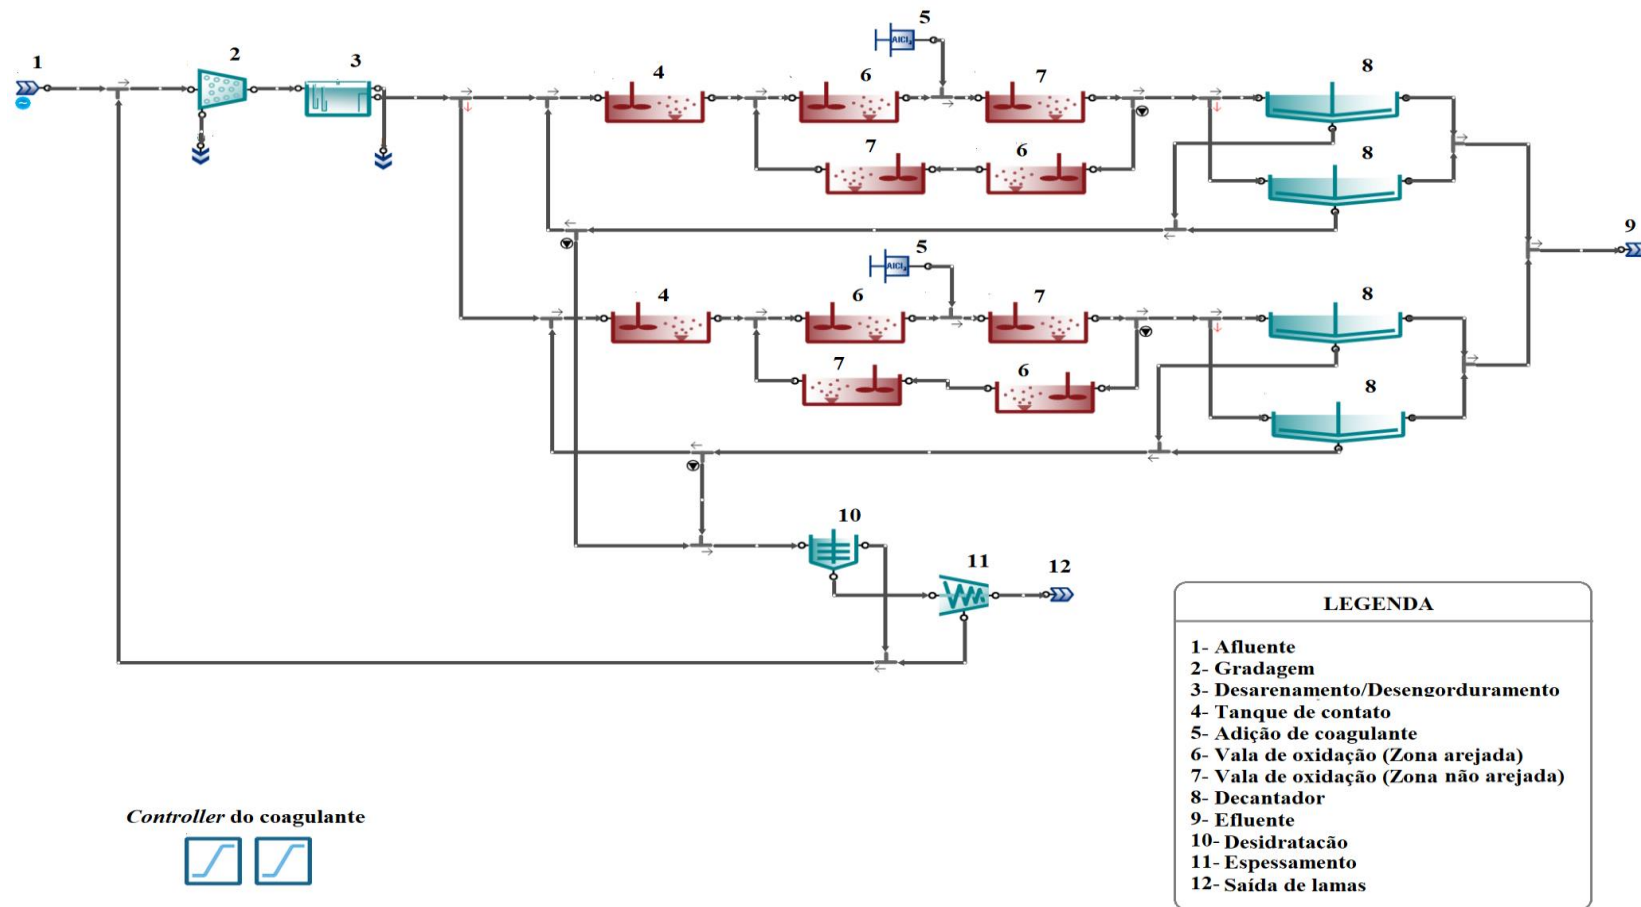 5
1
2
3
4
6
7
8
AlCl3
7
6
8
9
5
AlCl3
4
6
7
8
7
6
8
10
11
12
LEGENDA
1- Afluente
2- Gradagem
3- Desarenamento/Desengorduramento
4- Tanque de contato
5- Adição de coagulante
6- Vala de oxidação (Zona arejada)
7- Vala de oxidação (Zona não arejada)
8- Decantador
9- Efluente
10- Desidratacão
11- Espessamento
12- Saída de lamas
Controller do coagulante